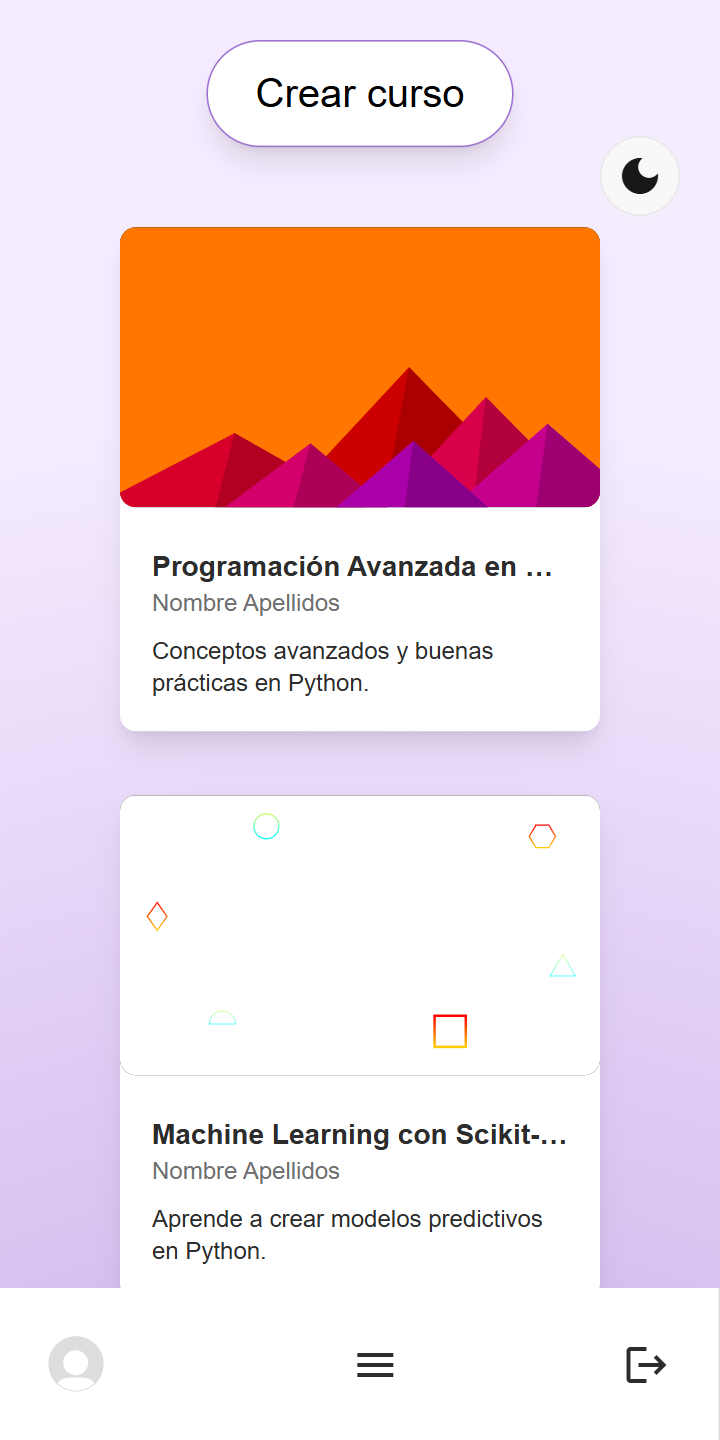 Crear curso
Programación Avanzada en ...
Nombre Apellidos
Conceptos avanzados y buenas
prácticas en Python.
Machine Learning con Scikit-...
Nombre Apellidos
Aprende a crear modelos predictivos
en Python.